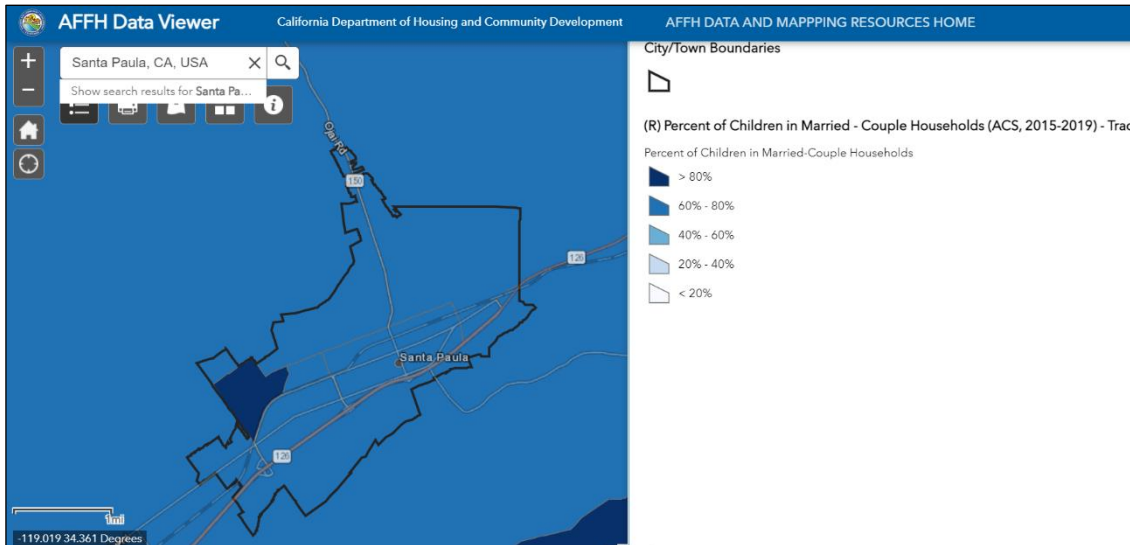 AFFH Data Viewer
California Department of Housing and Community Development
AFFH DATA AND MAPPPING RESOURCES HOME
+
Santa Paula, CA, USA
−
Show search results for Santa Pa...
Ojai Rd
150
126
Santa Paula
126
1mi
-119.019 34.361 Degrees
City/Town Boundaries
(R) Percent of Children in Married - Couple Households (ACS, 2015-2019) - Trac
Percent of Children in Married-Couple Households
> 80%
60% - 80%
40% - 60%
20% - 40%
< 20%